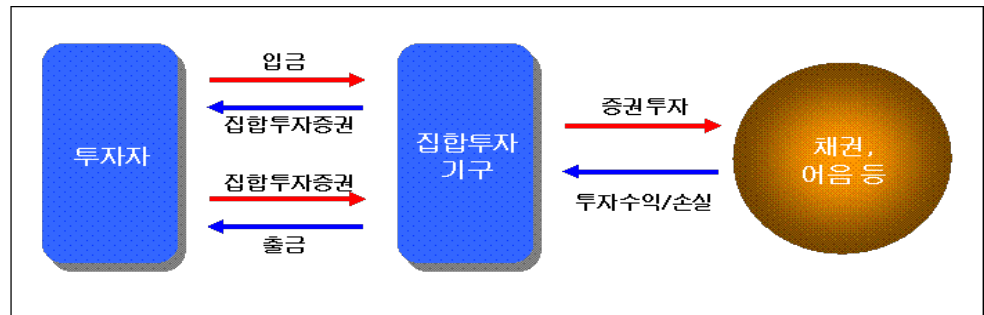 입금
집합투자증권
투자자
집합투자증권
출금
집합투자
기구
증권투자
투자수익/손실
채권,
어음 등